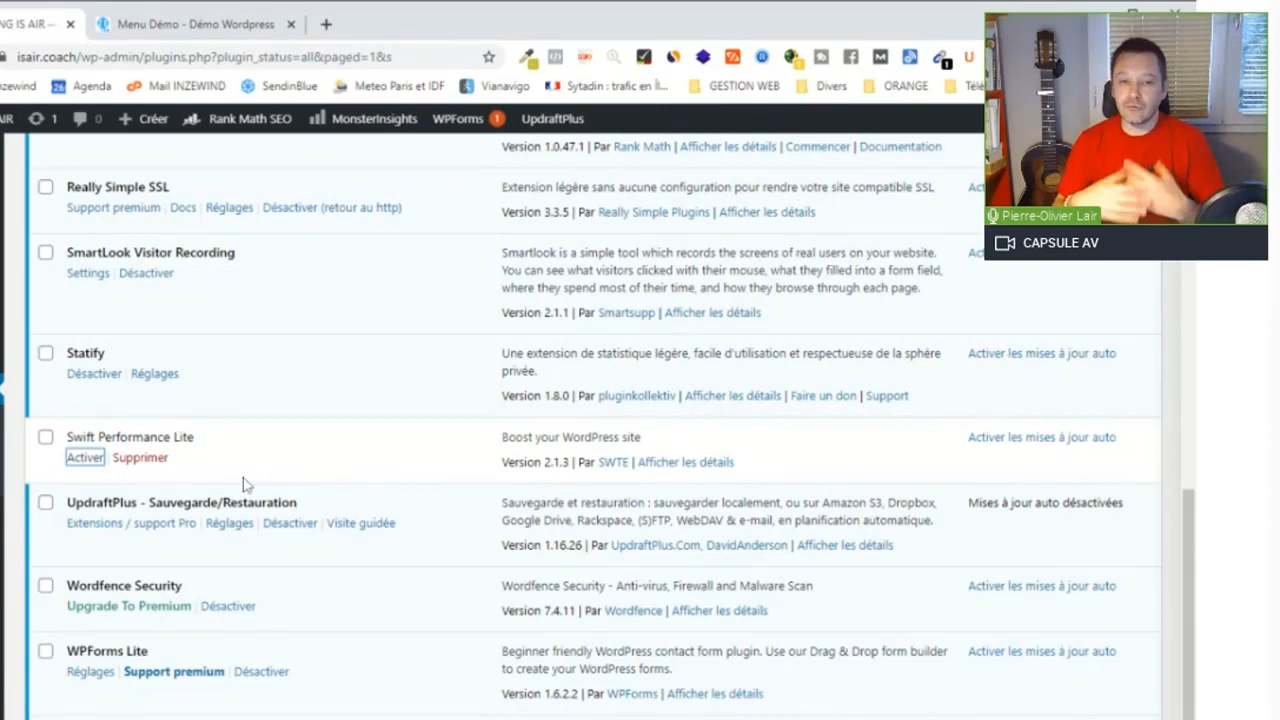 NG IS AIR —
Menu Démo - Démo Wordpress
isair.coach/wp-admin/plugins.php?plugin_status=all&paged=1&s
nzewind
Agenda
Mail INZEWIND
SendinBlue
Meteo Paris et IDF
Vianavigo
Sytadin : trafic en Î...
GESTION WEB
Divers
ORANGE
AIR
1
0
Créer
Rank Math SEO
MonsterInsights
WPForms 1
UpdraftPlus
Version 1.0.47.1 | Par Rank Math | Afficher les détails | Commencer | Documentation
Really Simple SSL
Extension légère sans aucune configuration pour rendre votre site compatible SSL
Support premium | Docs | Réglages | Désactiver (retour au http)
Version 3.3.5 | Par Really Simple Plugins | Afficher les détails
SmartLook Visitor Recording
Smartlook is a simple tool which records the screens of real users on your website.
Settings | Désactiver
You can see what visitors clicked with their mouse, what they filled into a form field,
where they spend most of their time, and how they browse through each page.
Version 2.1.1 | Par Smartsupp | Afficher les détails
Statify
Une extension de statistique légère, facile d'utilisation et respectueuse de la sphère
privée.
Activer les mises à jour auto
Désactiver | Réglages
Version 1.8.0 | Par pluginkollektiv | Afficher les détails | Faire un don | Support
Swift Performance Lite
Boost your WordPress site
Activer les mises à jour auto
Activer | Supprimer
Version 2.1.3 | Par SWTE | Afficher les détails
UpdraftPlus - Sauvegarde/Restauration
Sauvegarde et restauration : sauvegarder localement, ou sur Amazon S3, Dropbox,
Google Drive, Rackspace, (S)FTP, WebDAV & e-mail, en planification automatique.
Mises à jour auto désactivées
Extensions / support Pro | Réglages | Désactiver | Visite guidée
Version 1.16.26 | Par UpdraftPlus.Com, DavidAnderson | Afficher les détails
Wordfence Security
Wordfence Security - Anti-virus, Firewall and Malware Scan
Activer les mises à jour auto
Upgrade To Premium | Désactiver
Version 7.4.11 | Par Wordfence | Afficher les détails
WPForms Lite
Beginner friendly WordPress contact form plugin. Use our Drag & Drop form builder
to create your WordPress forms.
Activer les mises à jour auto
Réglages | Support premium | Désactiver
Version 1.6.2.2 | Par WPForms | Afficher les détails
Pierre-Olivier Lair
CAPSULE AV